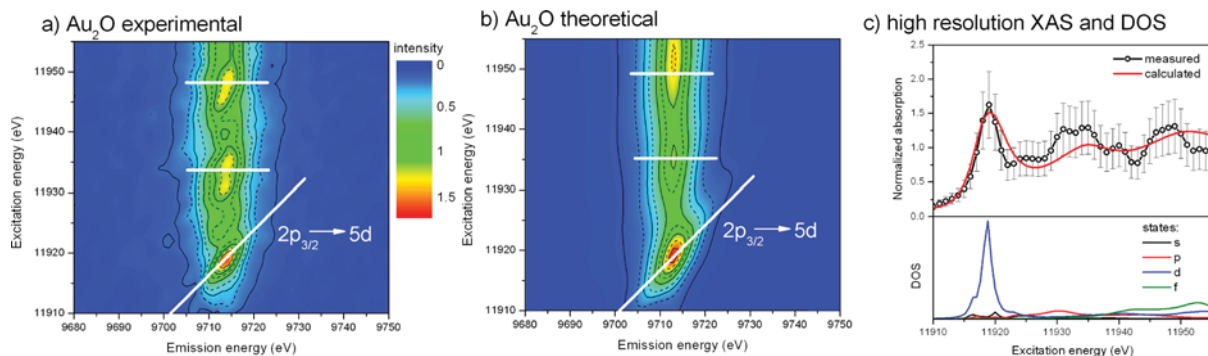 a) Au₂O experimental
intensity
0
0.5
1
1.5
11950
11940
11930
11920
11910
Excitation energy (eV)
2p₃/₂ → 5d
9680 9690 9700 9710 9720 9730 9740 9750
Emission energy (eV)
b) Au₂O theoretical
11950
11940
11930
11920
11910
Excitation energy (eV)
2p₃/₂ → 5d
9680 9690 9700 9710 9720 9730 9740 9750
Emission energy (eV)
c) high resolution XAS and DOS
measured
calculated
2.5
2.0
1.5
1.0
0.5
0.0
Normalized absorption
states:
s
p
d
f
DOS
11910 11920 11930 11940 11950
Excitation energy (eV)